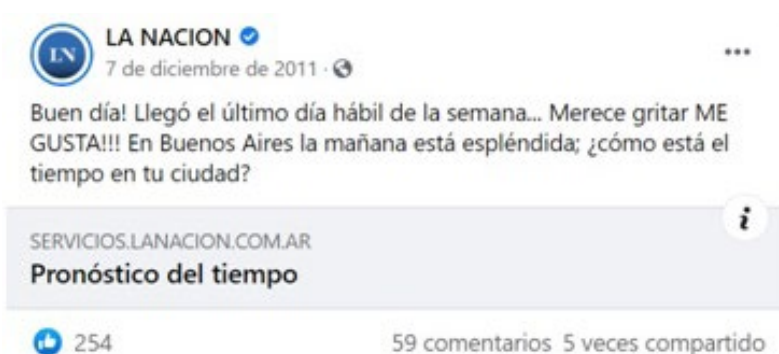 LN
LA NACION
7 de diciembre de 2011 ·
Buen día! Llegó el último día hábil de la semana... Merece gritar ME
GUSTA!!! En Buenos Aires la mañana está espléndida; ¿cómo está el
tiempo en tu ciudad?
i
SERVICIOS.LANACION.COM.AR
Pronóstico del tiempo
254
59 comentarios 5 veces compartido